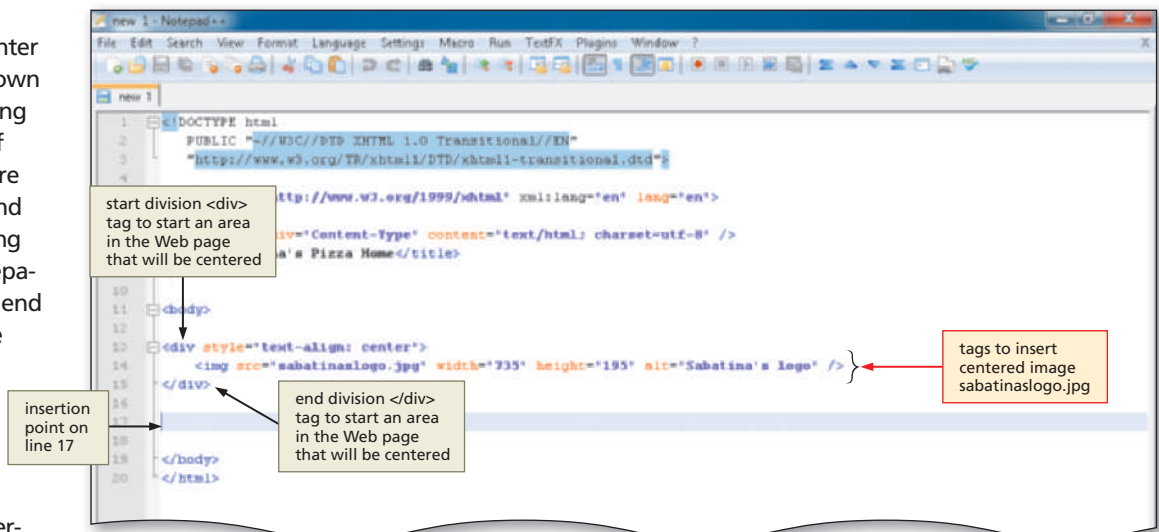 nter
own
ng
f
re
nd
ng
epa-
end
e
er-
new 1 - Notepad++
File Edit Search View Format Language Settings Macro Run TextFX Plugins Window ?
X
new 1
1 <!DOCTYPE html
2 PUBLIC "-//W3C//DTD XHTML 1.0 Transitional//EN"
3 "http://www.w3.org/TR/xhtml1/DTD/xhtml1-transitional.dtd">
4
ttp://www.w3.org/1999/xhtml" xml:lang="en" lang="en">
iv="Content-Type" content="text/html; charset=utf-8" />
a's Pizza Home</title>
10
11 <body>
12
13 <div style="text-align: center">
14 <img src="sabatinaslogo.jpg" width="735" height="195" alt="Sabatina's logo" />
15 </div>
16
17
18
19 </body>
20 </html>
start division <div>
tag to start an area
in the Web page
that will be centered
tags to insert
centered image
sabatinaslogo.jpg
insertion
point on
line 17
end division </div>
tag to start an area
in the Web page
that will be centered